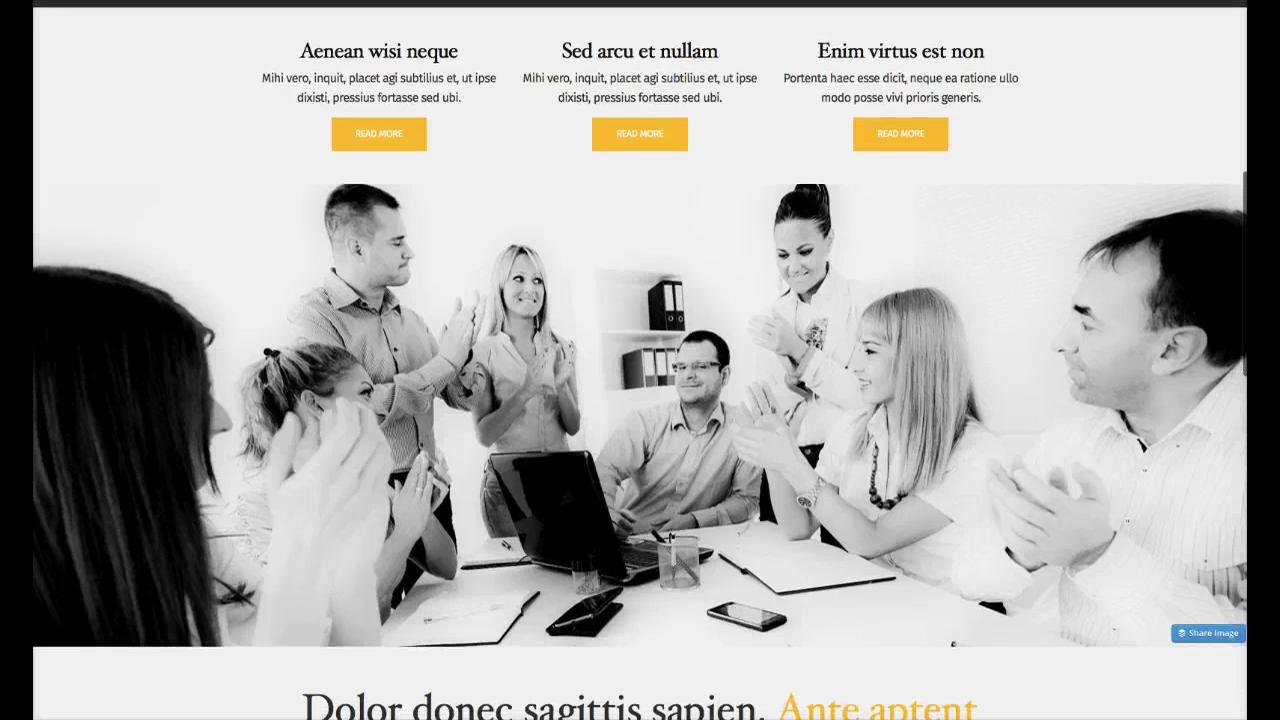 Aenean wisi neque
Mihi vero, inquit, placet agi subtilius et, ut ipse
dixisti, pressius fortasse sed ubi.
READ MORE
Sed arcu et nullam
Mihi vero, inquit, placet agi subtilius et, ut ipse
dixisti, pressius fortasse sed ubi.
READ MORE
Enim virtus est non
Portenta haec esse dicit, neque ea ratione ullo
modo posse vivi prioris generis.
READ MORE
Share Image
Dolor donec sagittis sapien. Ante aptent